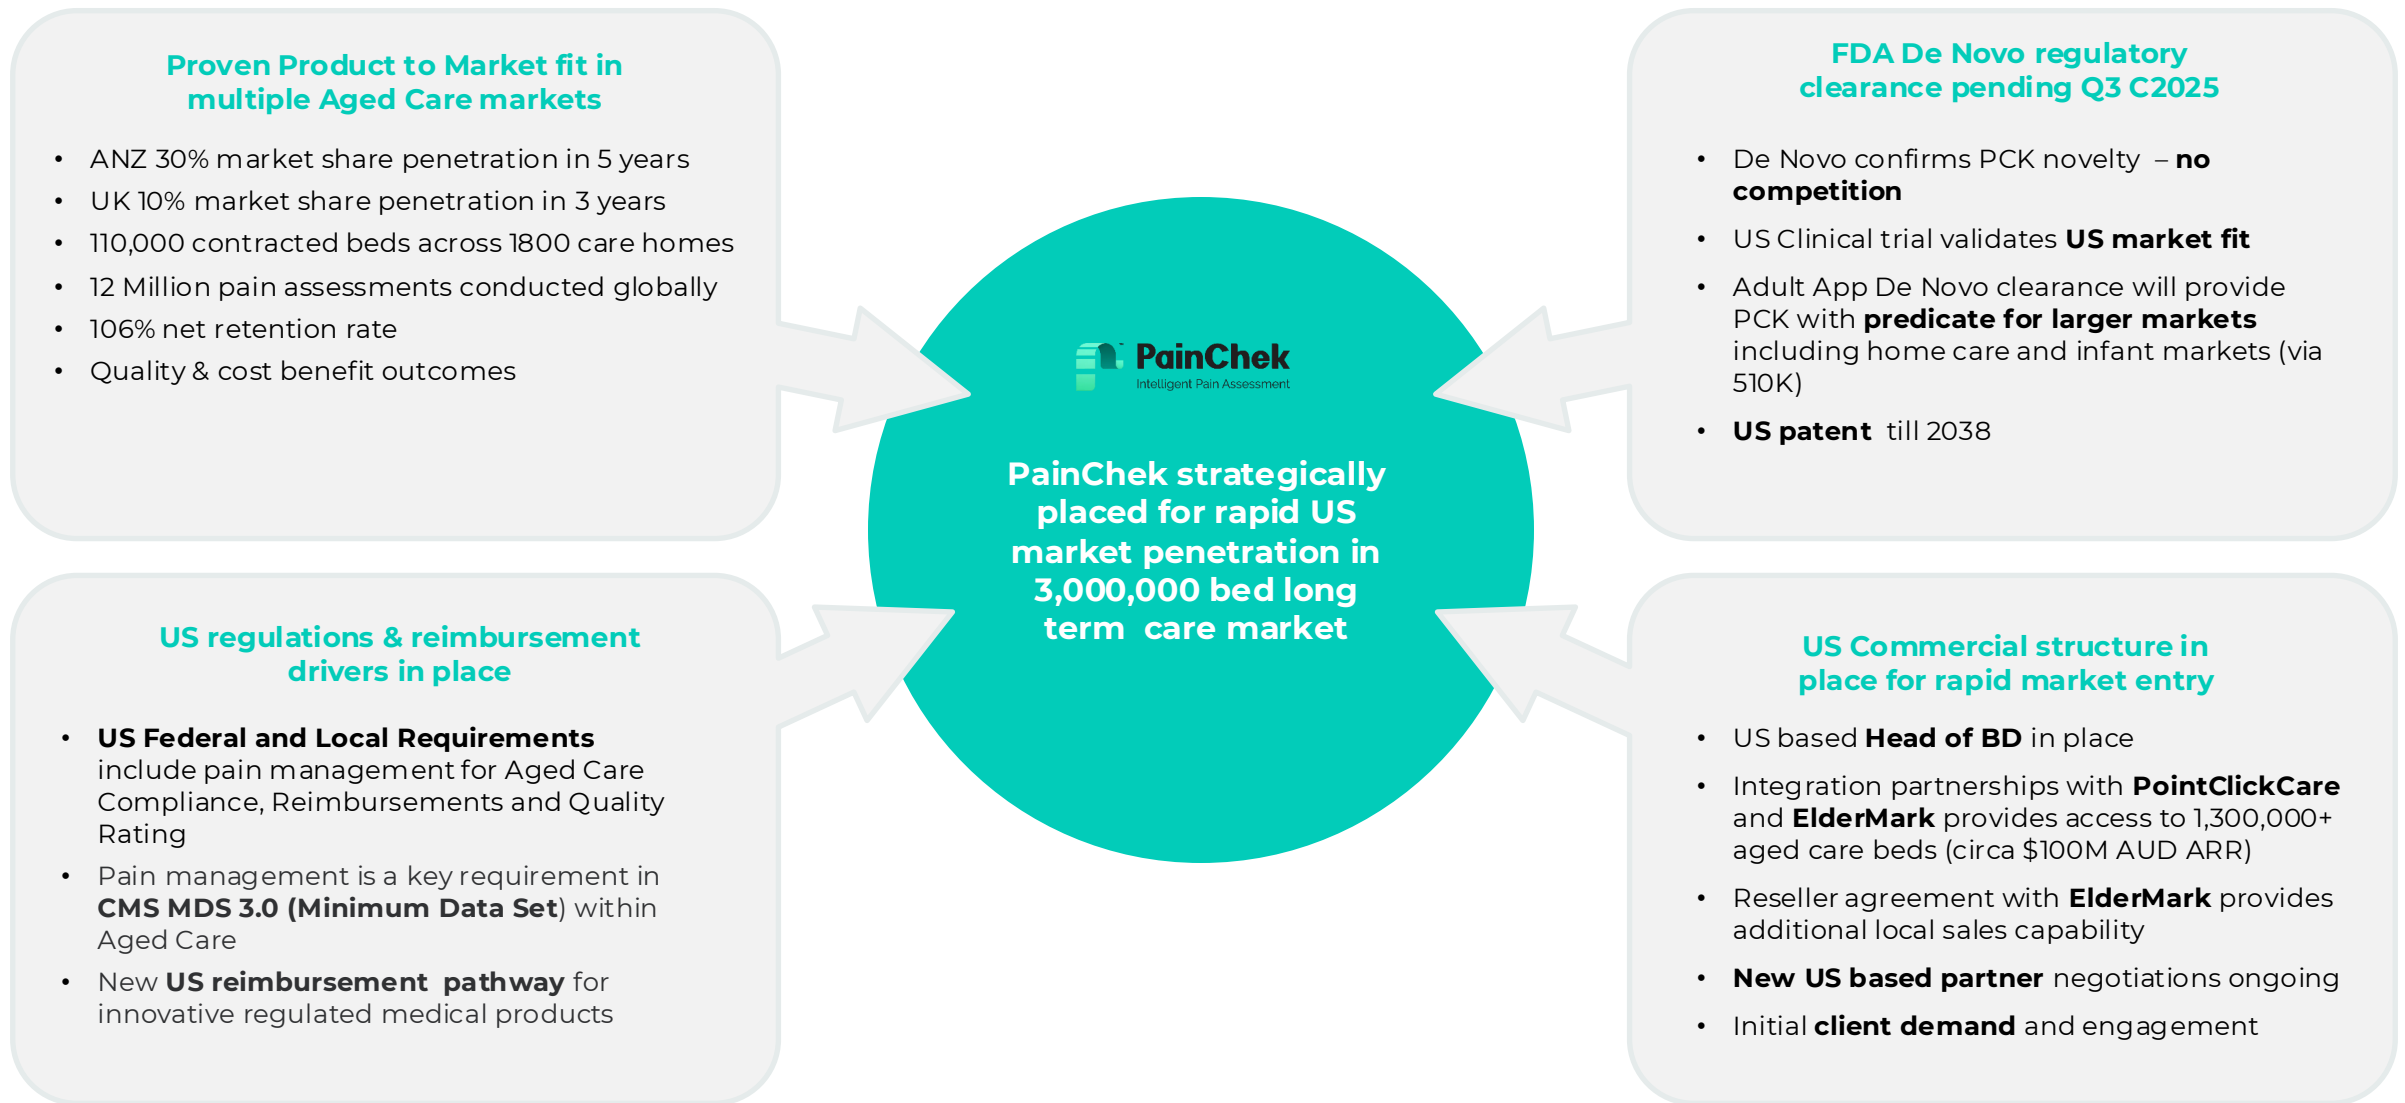 Proven Product to Market fit in
multiple Aged Care markets
• ANZ 30% market share penetration in 5 years
• UK 10% market share penetration in 3 years
• 110,000 contracted beds across 1800 care homes
• 12 Million pain assessments conducted globally
• 106% net retention rate
• Quality & cost benefit outcomes
FDA De Novo regulatory
clearance pending Q3 C2025
• De Novo confirms PCK novelty – no
competition
• US Clinical trial validates US market fit
• Adult App De Novo clearance will provide
PCK with predicate for larger markets
including home care and infant markets (via
510K)
• US patent till 2038
PainChek
Intelligent Pain Assessment
PainChek strategically
placed for rapid US
market penetration in
3,000,000 bed long
term care market
US regulations & reimbursement
drivers in place
• US Federal and Local Requirements
include pain management for Aged Care
Compliance, Reimbursements and Quality
Rating
• Pain management is a key requirement in
CMS MDS 3.0 (Minimum Data Set) within
Aged Care
• New US reimbursement pathway for
innovative regulated medical products
US Commercial structure in
place for rapid market entry
• US based Head of BD in place
• Integration partnerships with PointClickCare
and ElderMark provides access to 1,300,000+
aged care beds (circa $100M AUD ARR)
• Reseller agreement with ElderMark provides
additional local sales capability
• New US based partner negotiations ongoing
• Initial client demand and engagement